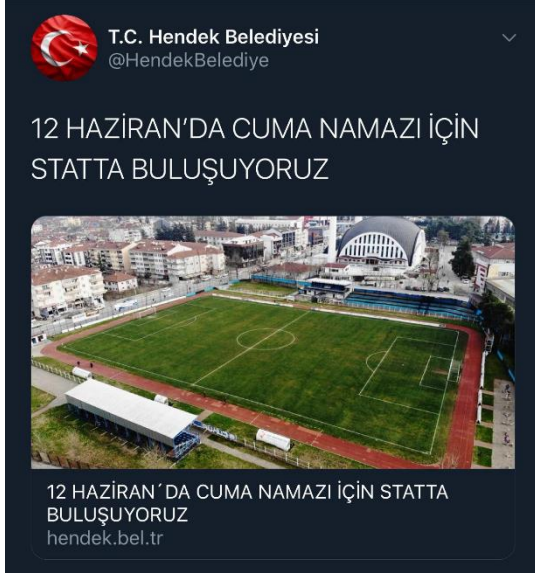 T.C. Hendek Belediyesi
@HendekBelediye
12 HAZİRAN’DA CUMA NAMAZI İÇİN
STATTA BULUŞUYORUZ
12 HAZİRAN´DA CUMA NAMAZI İÇİN STATTA
BULUŞUYORUZ
hendek.bel.tr